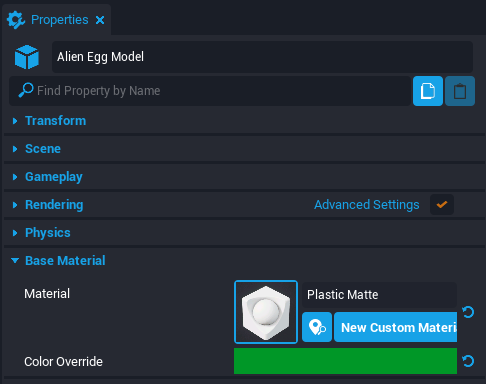 Properties
Alien Egg Model
Find Property by Name
Transform
Scene
Gameplay
Rendering Advanced Settings
Physics
Base Material
Material Plastic Matte
New Custom Materi
Color Override